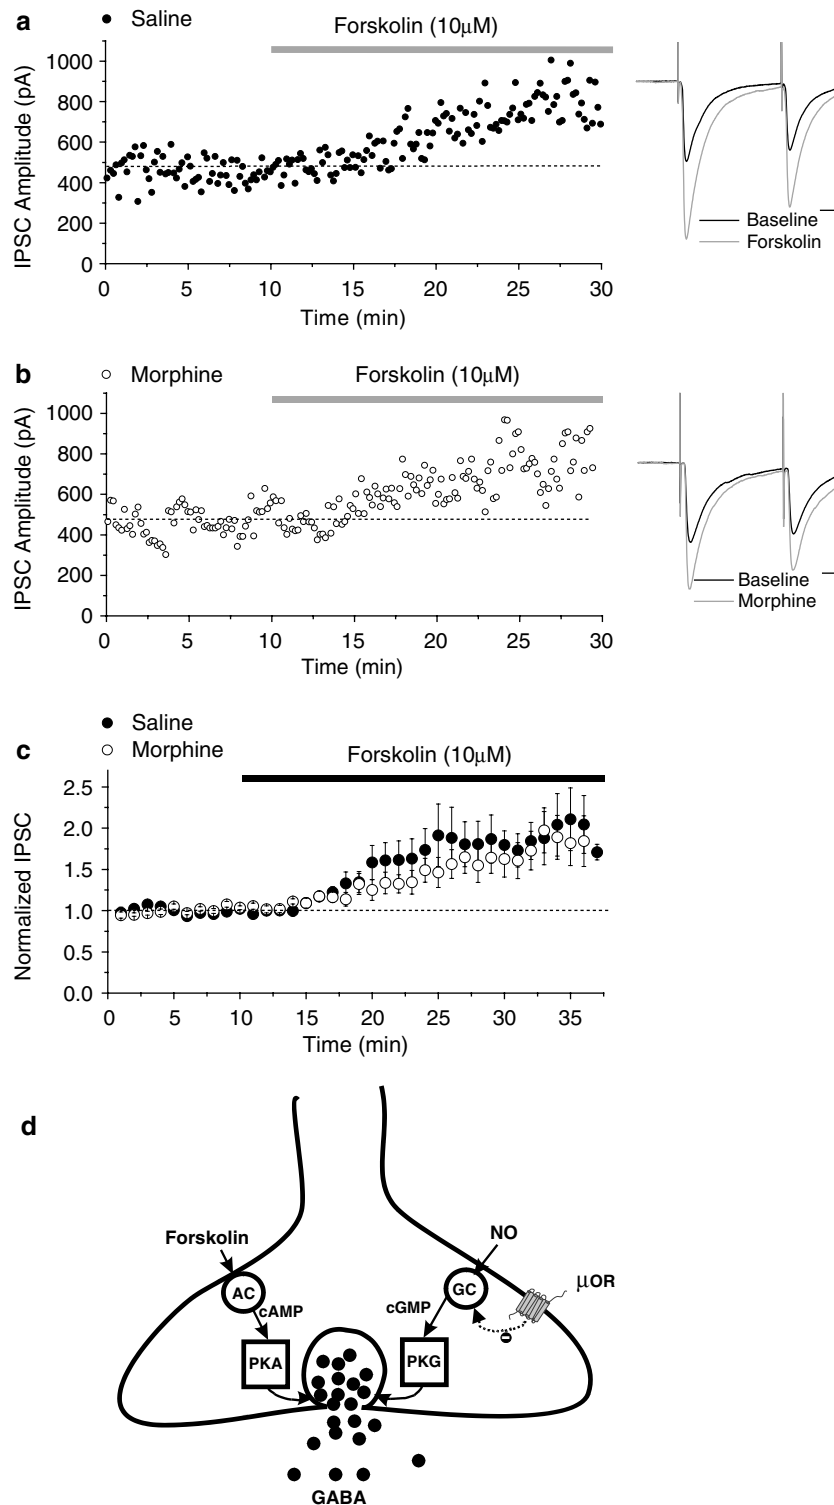 a
Saline
Forskolin (10μM)
IPSC Amplitude (pA)
1000
800
600
400
200
0
0 5 10 15 20 25 30
Time (min)
Baseline
Forskolin
b
Morphine
Forskolin (10μM)
IPSC Amplitude (pA)
1000
800
600
400
200
0
0 5 10 15 20 25 30
Time (min)
Baseline
Morphine
c
Saline
Morphine
Forskolin (10μM)
Normalized IPSC
2.5
2.0
1.5
1.0
0.5
0.0
0 5 10 15 20 25 30 35
Time (min)
d
Forskolin
NO
AC
GC
μOR
cAMP
cGMP
PKA
PKG
GABA